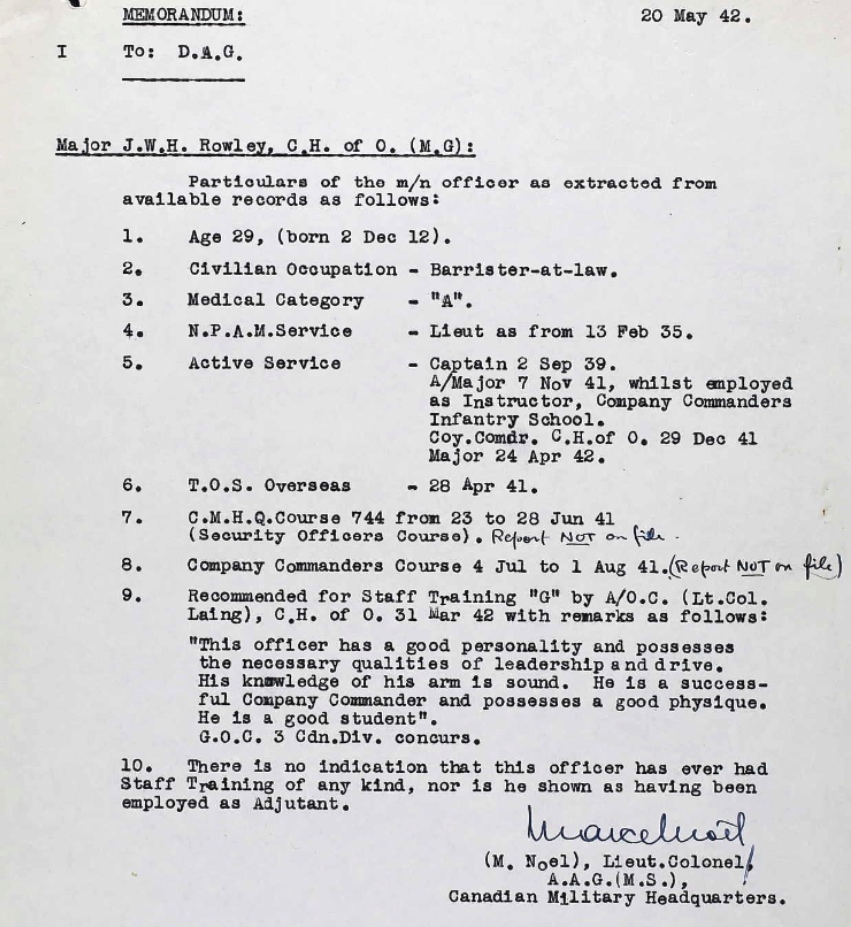 MEMORANDUM: 20 May 42.
I To: D.A.G.
Major J.W.H. Rowley, C.H. of O. (M.G):
Particulars of the m/n officer as extracted from
available records as follows:
1. Age 29, (born 2 Dec 12).
2. Civilian Occupation - Barrister-at-law.
3. Medical Category - "A".
4. N.P.A.M.Service - Lieut as from 13 Feb 35.
5. Active Service - Captain 2 Sep 39.
A/Major 7 Nov 41, whilst employed
as Instructor, Company Commanders
Infantry School.
Coy.Comdr. C.H.of O. 29 Dec 41
Major 24 Apr 42.
6. T.O.S. Overseas - 28 Apr 41.
7. C.M.H.Q.Course 744 from 23 to 28 Jun 41
(Security Officers Course). Report NOT on file.
8. Company Commanders Course 4 Jul to 1 Aug 41.(Report NOT on file)
9. Recommended for Staff Training "G" by A/O.C. (Lt.Col.
Laing), C.H. of O. 31 Mar 42 with remarks as follows:
"This officer has a good personality and possesses
the necessary qualities of leadership and drive.
His knowledge of his arm is sound. He is a success-
ful Company Commander and possesses a good physique.
He is a good student".
G.O.C. 3 Cdn.Div. concurs.
10. There is no indication that this officer has ever had
Staff Training of any kind, nor is he shown as having been
employed as Adjutant.
Marcel Noël
(M. Noel), Lieut.Colonel,
A.A.G.(M.S.),
Canadian Military Headquarters.